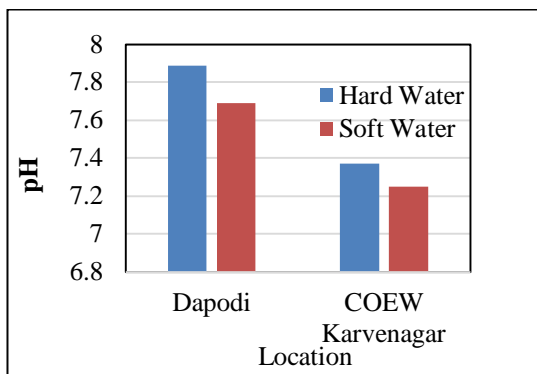 8
7.8
7.6
7.4
7.2
7
6.8
pH
Hard Water
Soft Water
Dapodi
COEW
Karvenagar
Location